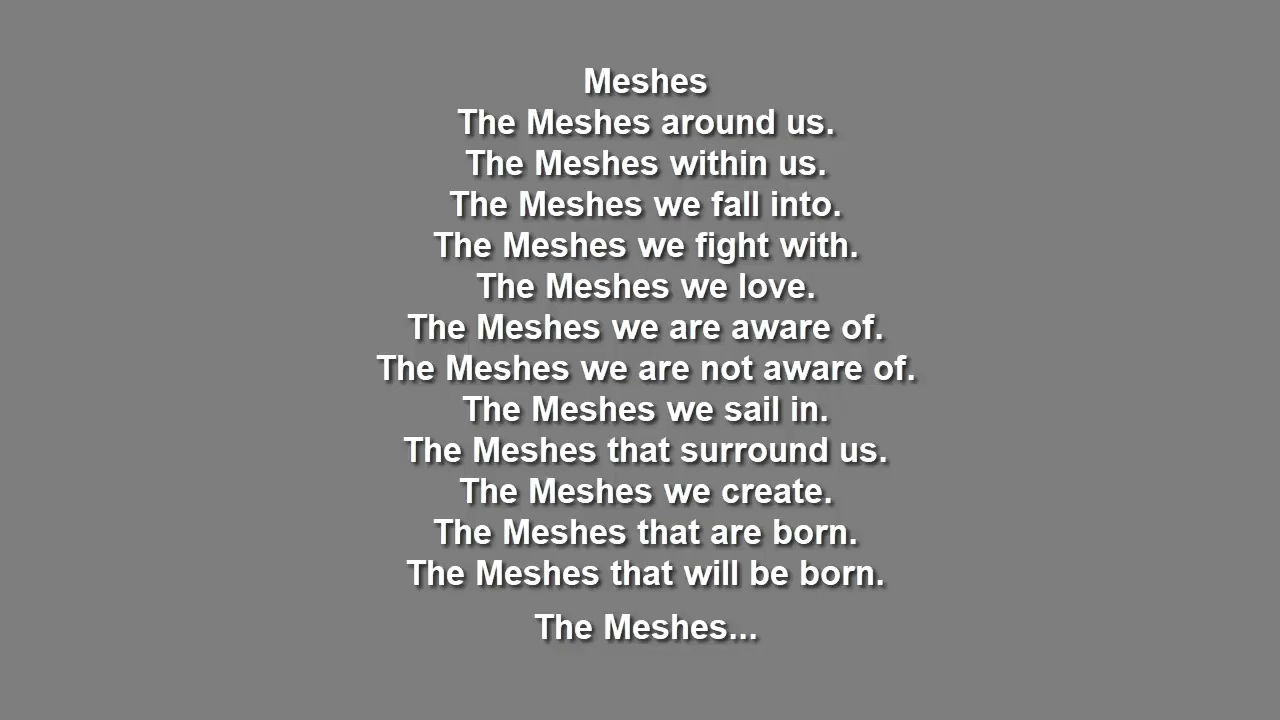 Meshes
The Meshes around us.
The Meshes within us.
The Meshes we fall into.
The Meshes we fight with.
The Meshes we love.
The Meshes we are aware of.
The Meshes we are not aware of.
The Meshes we sail in.
The Meshes that surround us.
The Meshes we create.
The Meshes that are born.
The Meshes that will be born.
The Meshes...